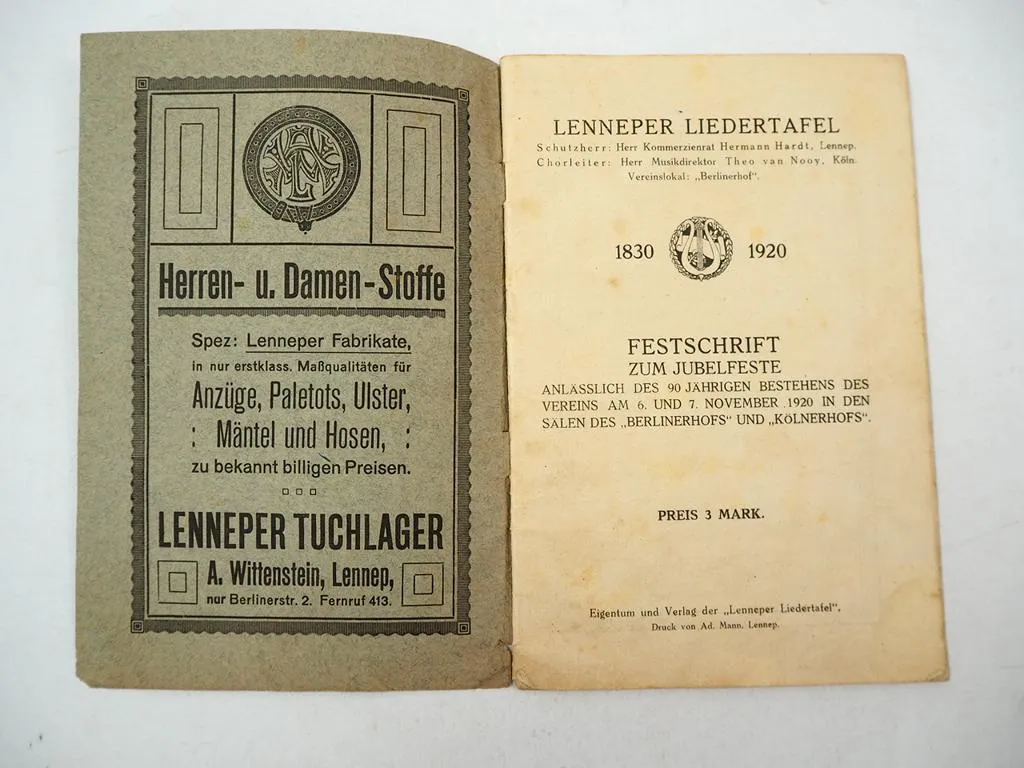 Herren- u. Damen-Stoffe
Spez: Lenneper Fabrikate,
in nur erstklass. Maßqualitäten für
Anzüge, Paletots, Ulster,
: Mäntel und Hosen, :
zu bekannt billigen Preisen.
LENNEPER TUCHLAGER
A. Wittenstein, Lennep,
nur Berlinerstr. 2. Fernruf 413.
LENNEPER LIEDERTAFEL
Schutzherr: Herr Kommerzienrat Hermann Hardt, Lennep.
Chorleiter: Herr Musikdirektor Theo van Nooy, Köln.
Vereinslokal: „Berlinerhof".
1830 1920
FESTSCHRIFT
ZUM JUBELFESTE
ANLÄSSLICH DES 90 JÄHRIGEN BESTEHENS DES
VEREINS AM 6. UND 7. NOVEMBER 1920 IN DEN
SÄLEN DES „BERLINERHOFS" UND „KÖLNERHOFS".
PREIS 3 MARK.
Eigentum und Verlag der „Lenneper Liedertafel".
Druck von Ad. Mann, Lennep.